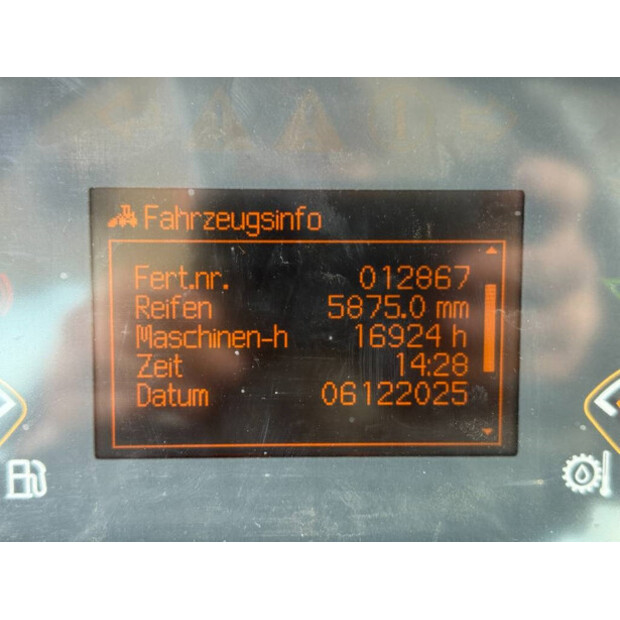 Fahrzeugsinfo
Fert.nr. 012867
Reifen 5875.0 mm
Maschinen-h 16924 h
Zeit 14:28
Datum 06122025